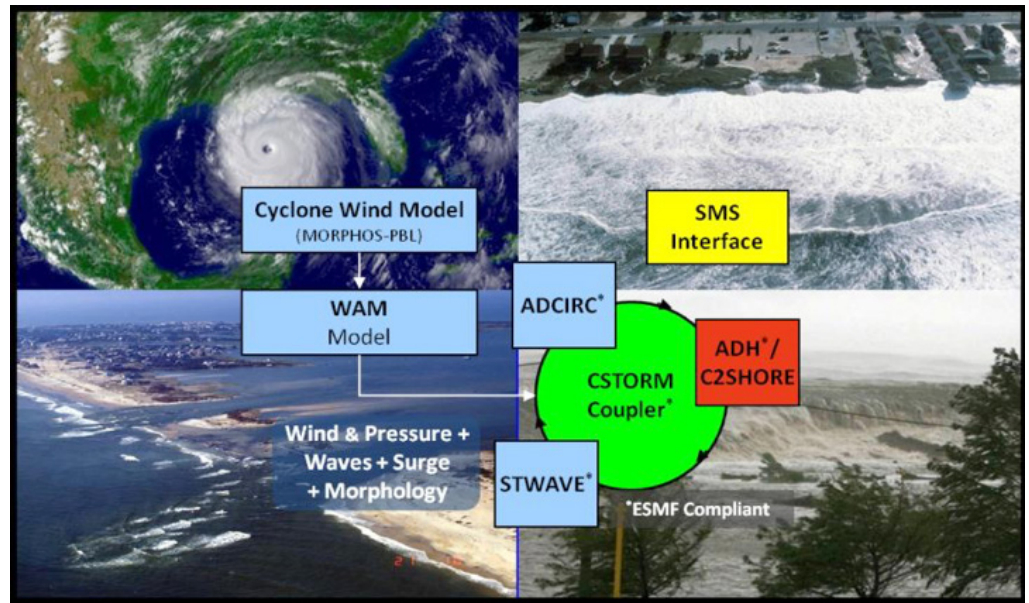 Cyclone Wind Model
(MORPHOS-PBL)
SMS
Interface
WAM
Model
ADCIRC*
ADH*/
C2SHORE
CSTORM
Coupler*
Wind & Pressure +
Waves + Surge
+ Morphology
STWAVE*
*ESMF Compliant